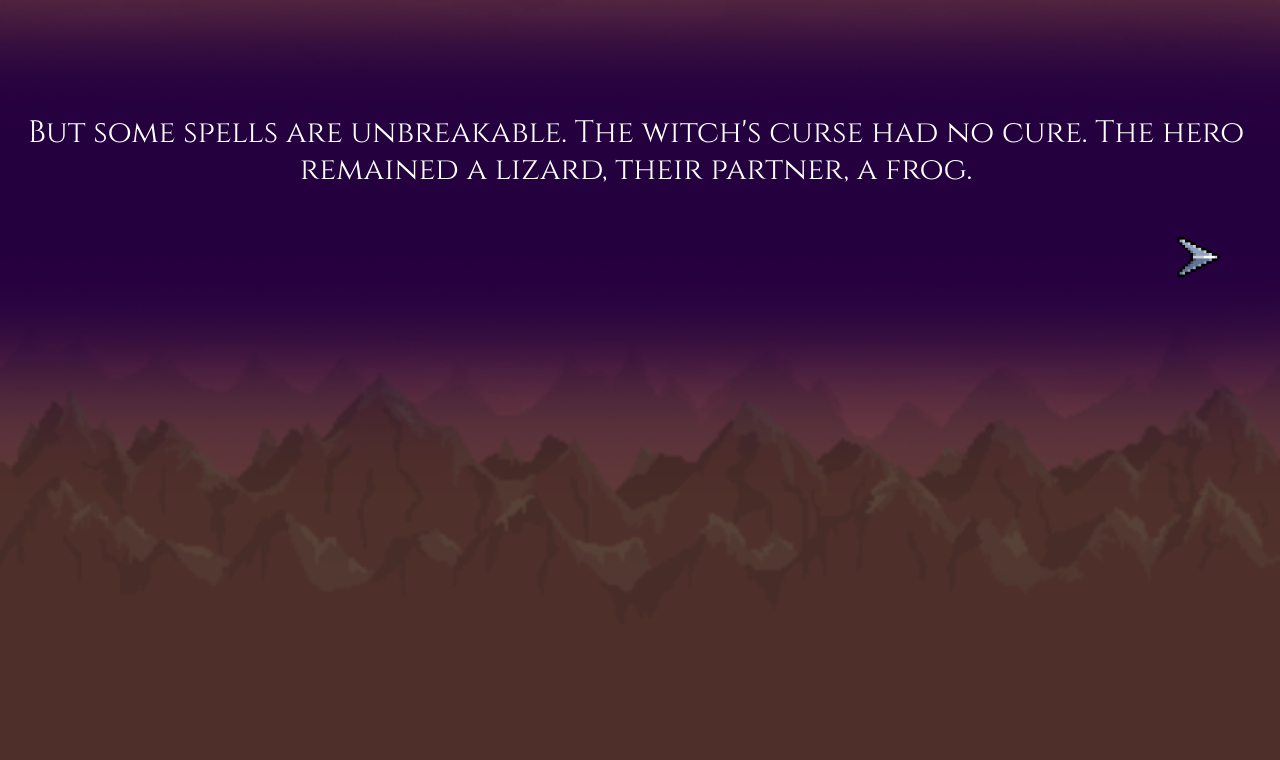 But some spells are unbreakable. The witch's curse had no cure. The hero
remained a lizard, their partner, a frog.